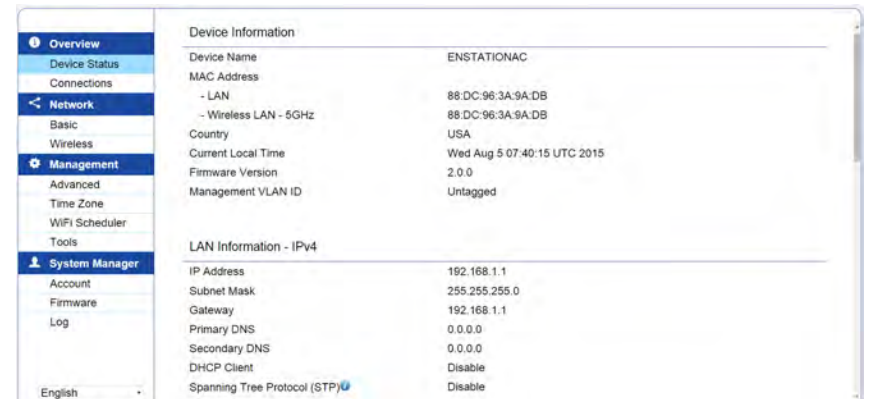 Overview
Device Status
Connections
Network
Basic
Wireless
Management
Advanced
Time Zone
WiFi Scheduler
Tools
System Manager
Account
Firmware
Log
English
Device Information
Device Name ENSTATIONAC
MAC Address
- LAN 88:DC:96:3A:9A:DB
- Wireless LAN - 5GHz 88:DC:96:3A:9A:DB
Country USA
Current Local Time Wed Aug 5 07:40:15 UTC 2015
Firmware Version 2.0.0
Management VLAN ID Untagged
LAN Information - IPv4
IP Address 192.168.1.1
Subnet Mask 255.255.255.0
Gateway 192.168.1.1
Primary DNS 0.0.0.0
Secondary DNS 0.0.0.0
DHCP Client Disable
Spanning Tree Protocol (STP) Disable